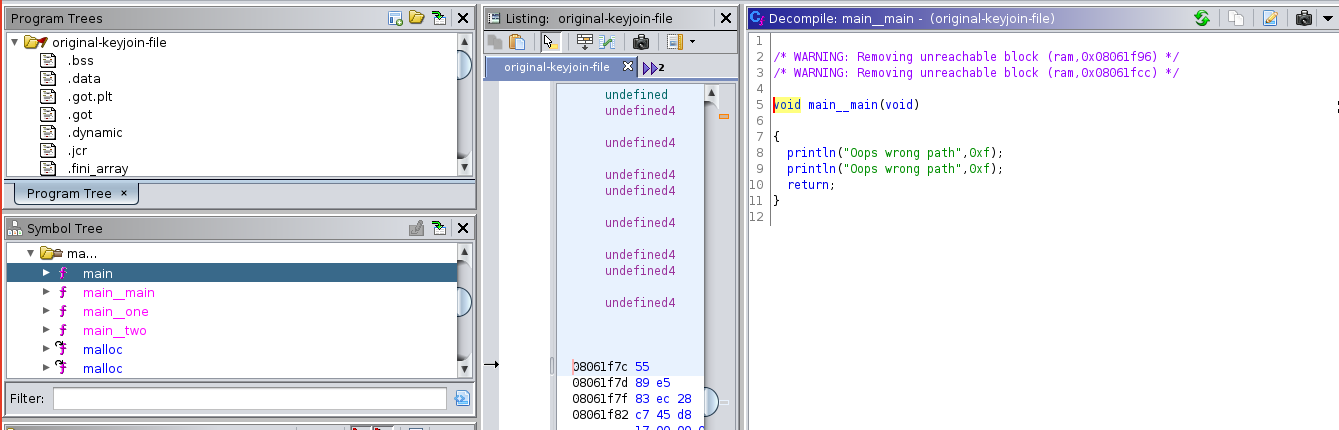 Program Trees
original-keyjoin-file
.bss
.data
.got.plt
.got
.dynamic
.jcr
.fini_array
Program Tree ×
Symbol Tree
ma...
main
main__main
main__one
main__two
malloc
malloc
Filter:
Listing: original-keyjoin-file
original-keyjoin-file
2
undefined
undefined4
undefined4
undefined4
undefined4
undefined4
undefined4
undefined4
undefined4
08061f7c 55
08061f7d 89 e5
08061f7f 83 ec 28
08061f82 c7 45 d8
Decompile: main__main - (original-keyjoin-file)
1
2 /* WARNING: Removing unreachable block (ram,0x08061f96) */
3 /* WARNING: Removing unreachable block (ram,0x08061fcc) */
4
5 void main__main(void)
6
7 {
8 println("Oops wrong path",0xf);
9 println("Oops wrong path",0xf);
10 return;
11 }
12